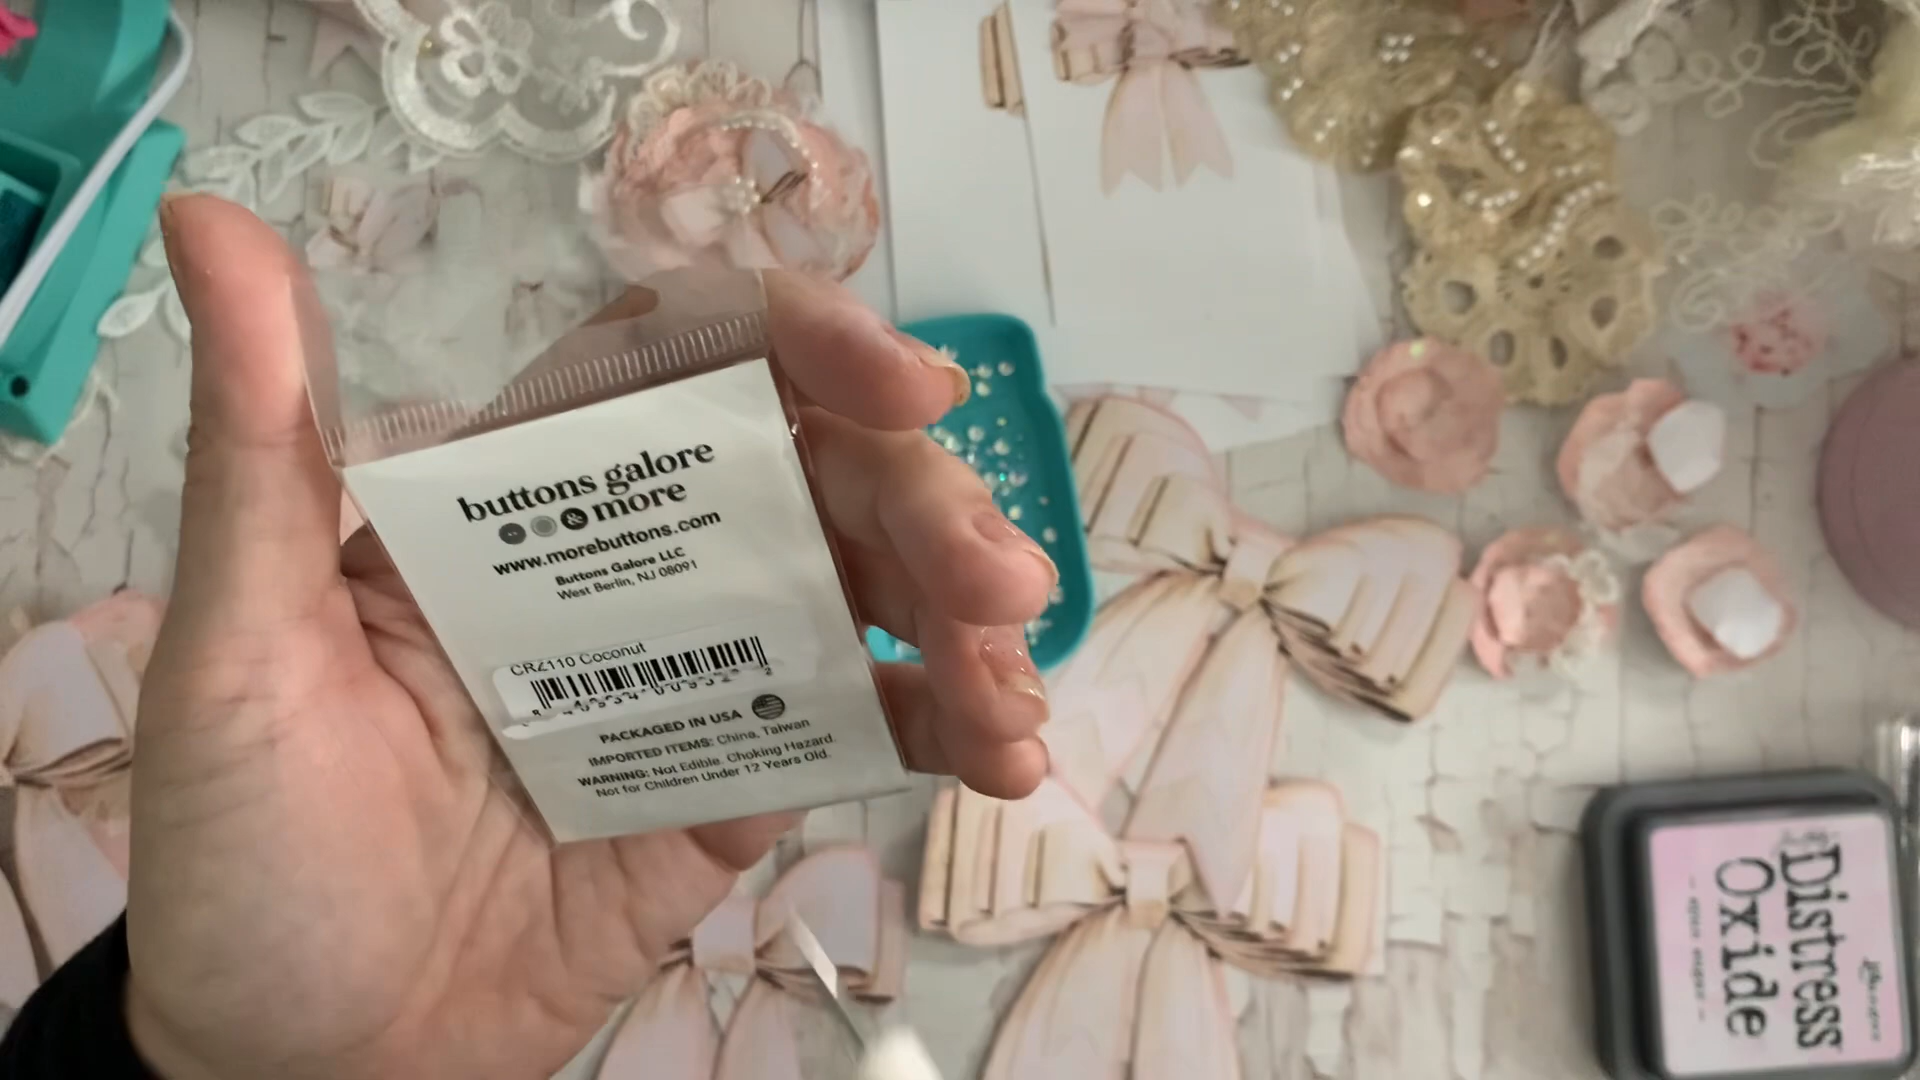 buttons galore
& more
www.morebuttons.com
Buttons Galore LLC
West Berlin, NJ 08091
CRZ110 Coconut
PACKAGED IN USA
IMPORTED ITEMS: China, Taiwan
WARNING: Not Edible. Choking Hazard.
Not for Children Under 12 Years Old.
Distress
Oxide